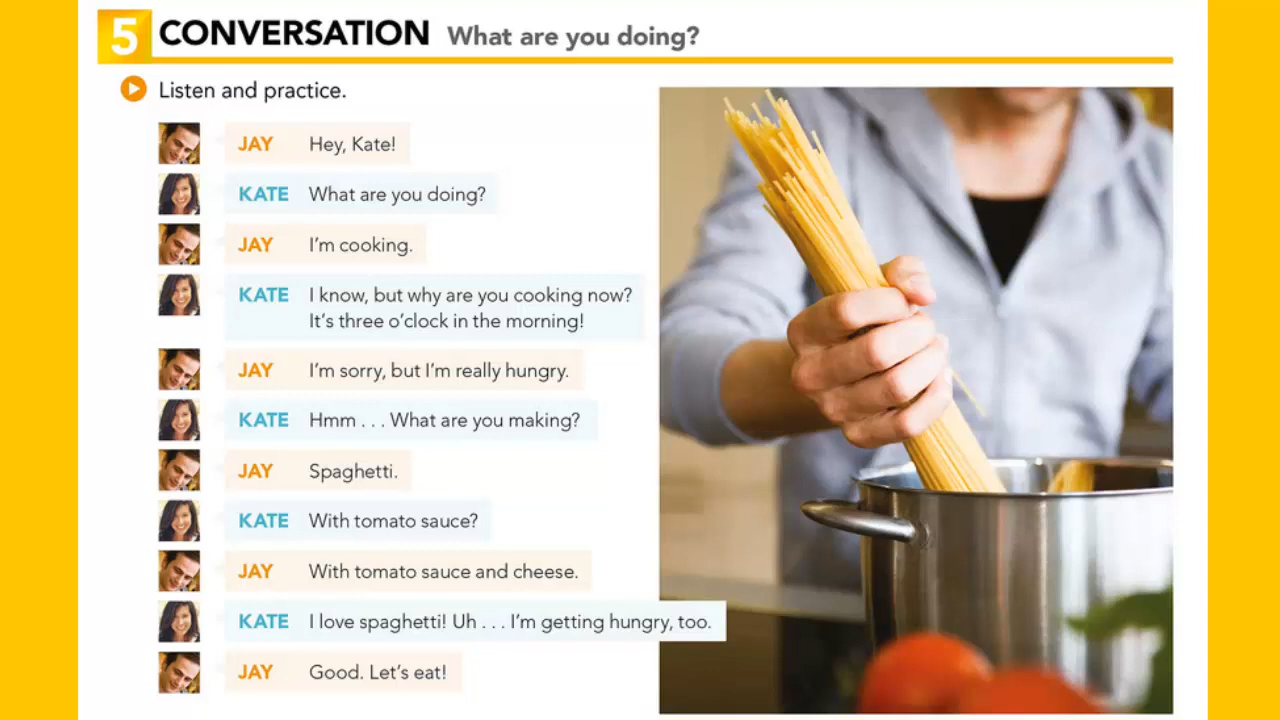 5 CONVERSATION What are you doing?
Listen and practice.
JAY Hey, Kate!
KATE What are you doing?
JAY I'm cooking.
KATE I know, but why are you cooking now?
It's three o'clock in the morning!
JAY I'm sorry, but I'm really hungry.
KATE Hmm . . . What are you making?
JAY Spaghetti.
KATE With tomato sauce?
JAY With tomato sauce and cheese.
KATE I love spaghetti! Uh . . . I'm getting hungry, too.
JAY Good. Let's eat!